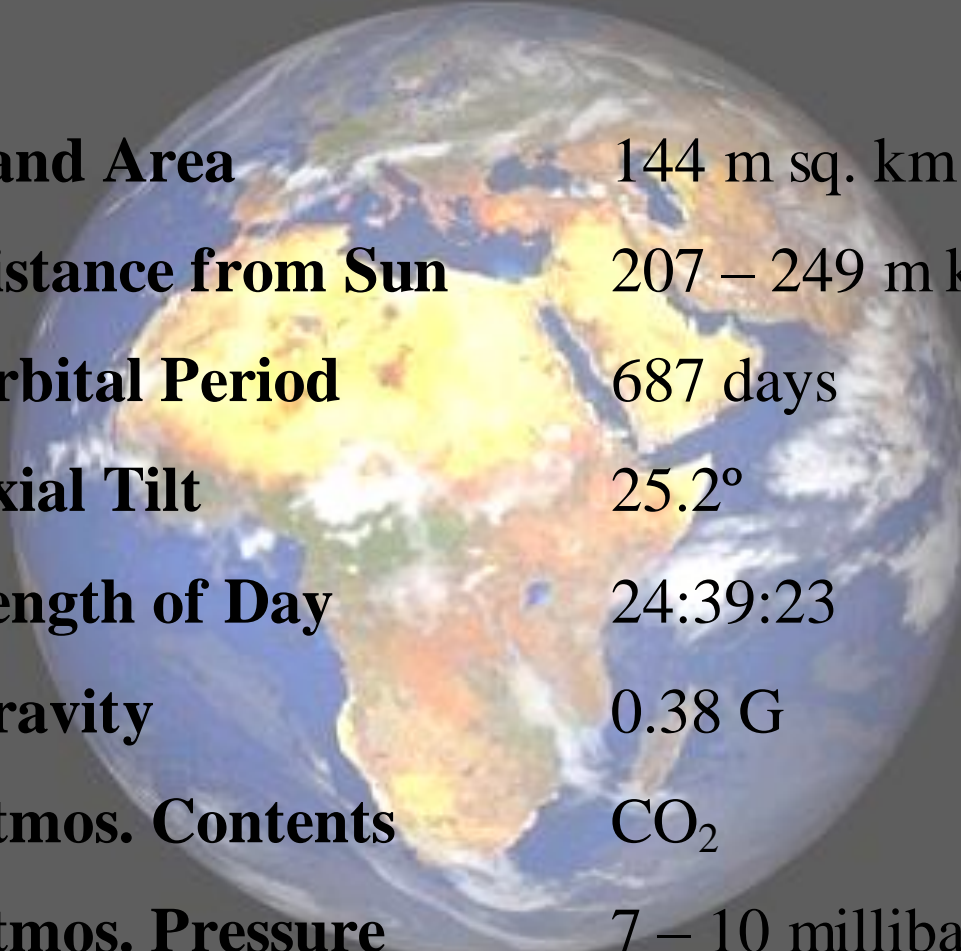 and Area 144 m sq. km
istance from Sun 207 – 249 m k
rbital Period 687 days
xial Tilt 25.2º
ength of Day 24:39:23
ravity 0.38 G
tmos. Contents CO₂
tmos. Pressure 7 – 10 milliba